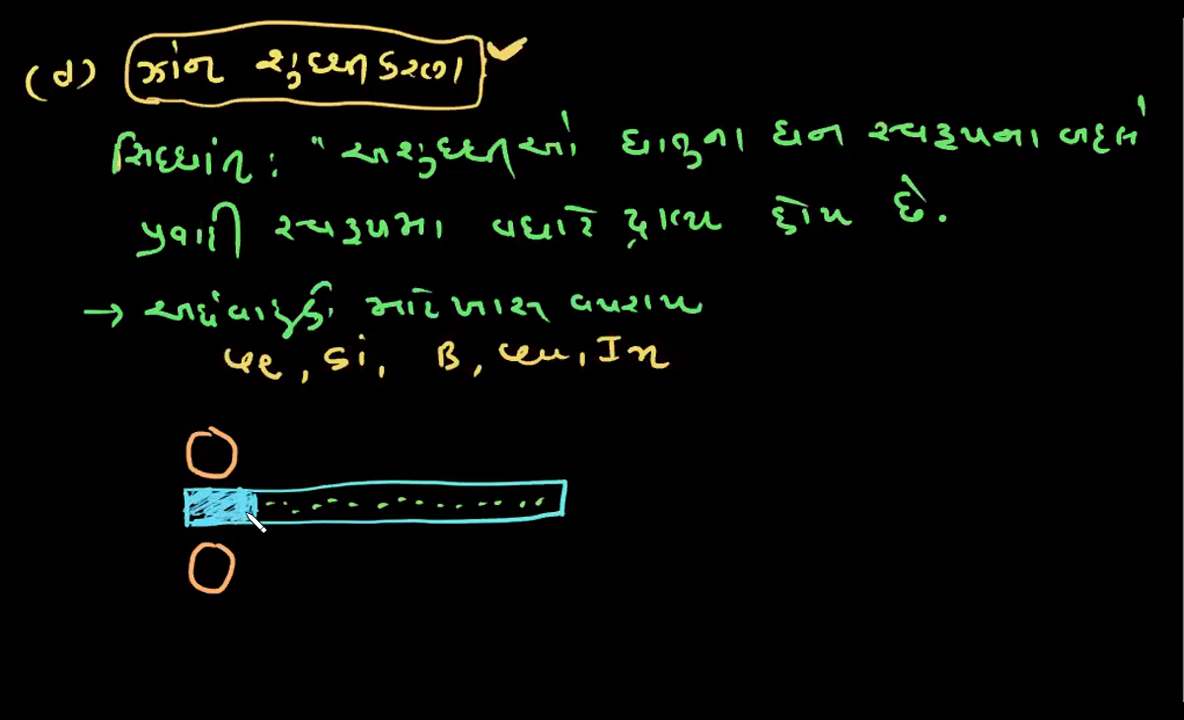 (d) ઝોન શુદ્ધીકરણ
સિદ્ધાંત : "અશુદ્ધિઓ ધાતુના ઘન સ્વરૂપના બદલે
પ્રવાહી સ્વરૂપમા વધારે દ્રાવ્ય હોય છે.
→ અર્ધવાહકો માટે ખાસ વપરાય
Ge, Si, B, Ga, In